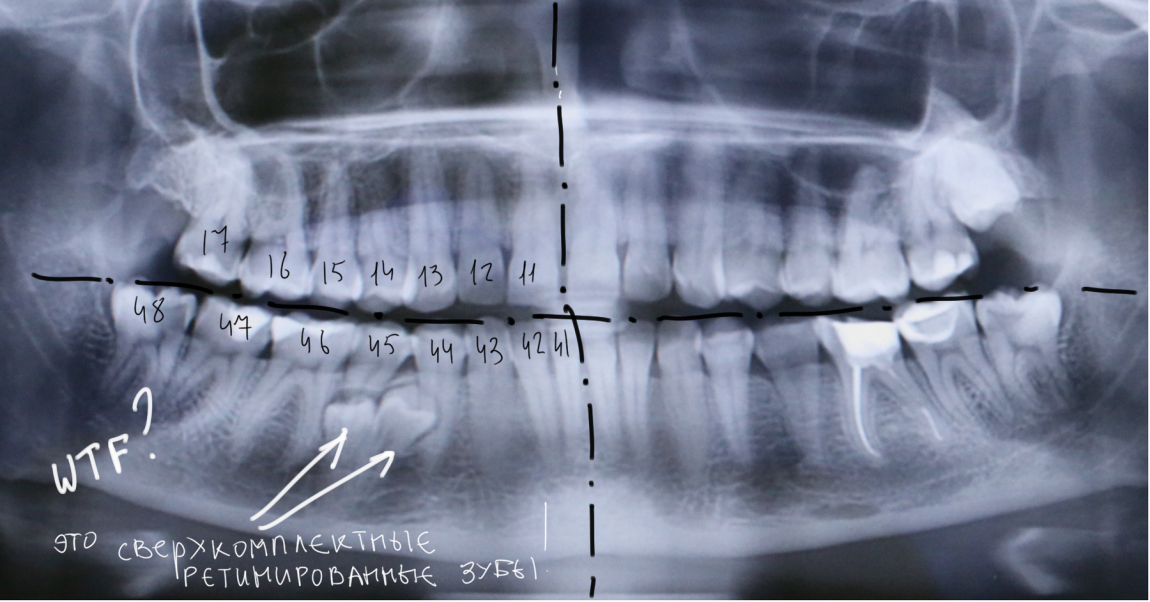 17 16 15 14 13 12 11
48 47 46 45 44 43 42 41
WTF?
ЭТО СВЕРХКОМПЛЕКТНЫЕ
РЕТИНИРОВАННЫЕ ЗУБЫ!